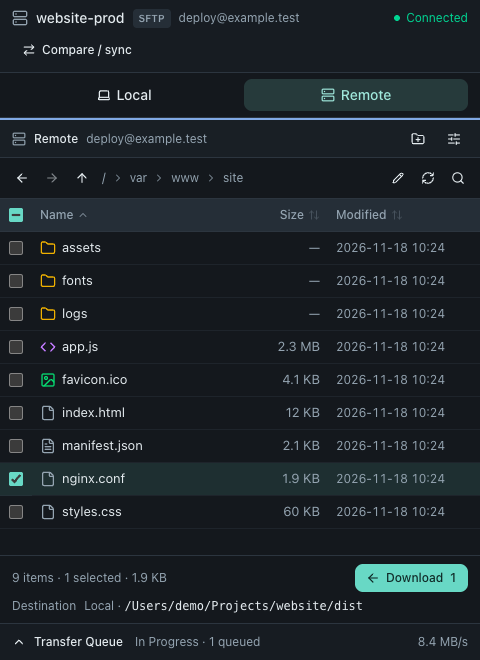 website-prod SFTP deploy@example.test Connected
Compare / sync
Local Remote
Remote deploy@example.test
/ var www site
Name Size Modified
assets — 2026-11-18 10:24
fonts — 2026-11-18 10:24
logs — 2026-11-18 10:24
app.js 2.3 MB 2026-11-18 10:24
favicon.ico 4.1 KB 2026-11-18 10:24
index.html 12 KB 2026-11-18 10:24
manifest.json 2.1 KB 2026-11-18 10:24
nginx.conf 1.9 KB 2026-11-18 10:24
styles.css 60 KB 2026-11-18 10:24
9 items · 1 selected · 1.9 KB Download 1
Destination Local · /Users/demo/Projects/website/dist
Transfer Queue In Progress · 1 queued 8.4 MB/s